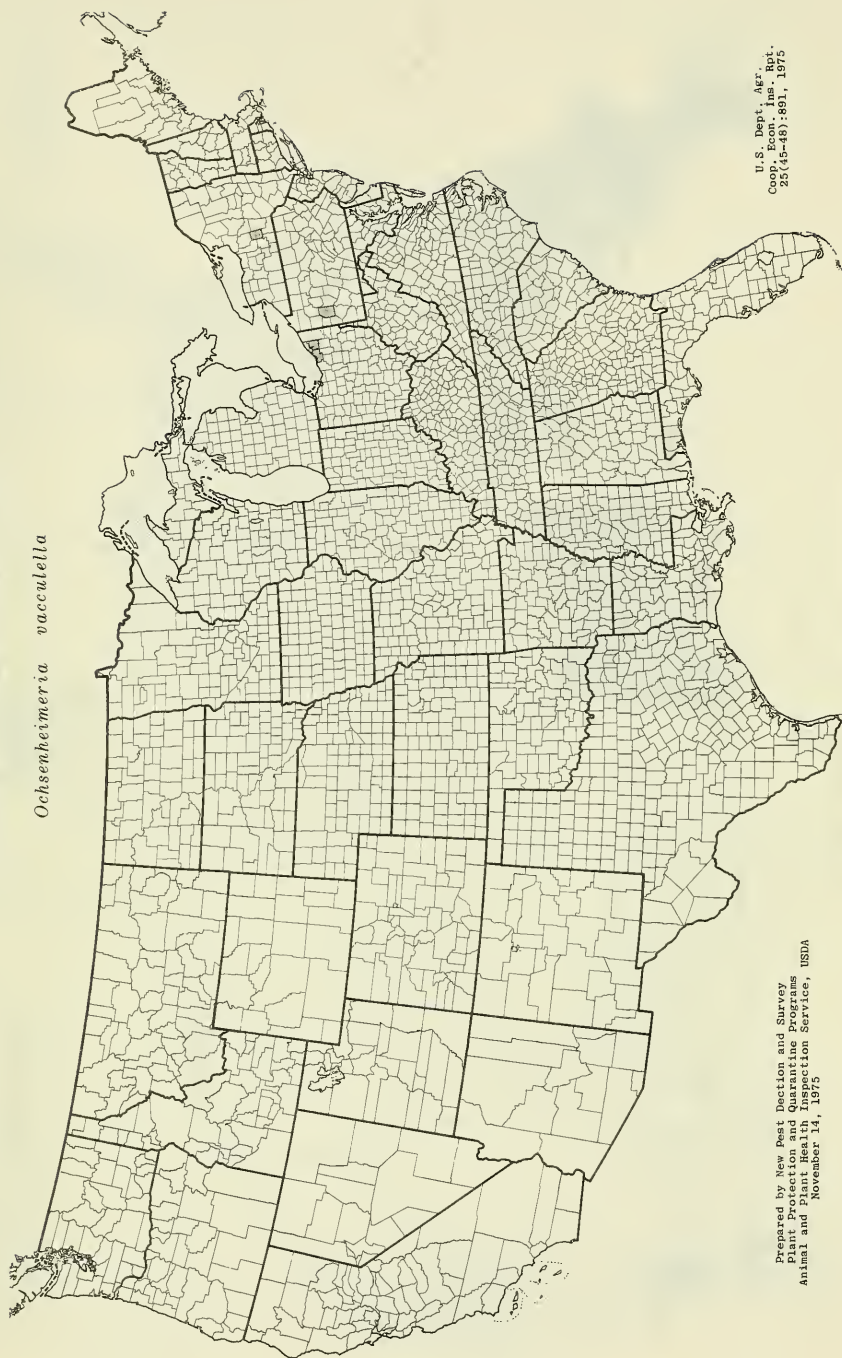 Ochsenheimeria vacculella
U.S. Dept. Agr.
Coop. Econ. Ins. Rpt.
25(45-48):891, 1975
Prepared by New Pest Dection and Survey
Plant Protection and Quarantine Programs
Animal and Plant Health Inspection Service, USDA
November 14, 1975